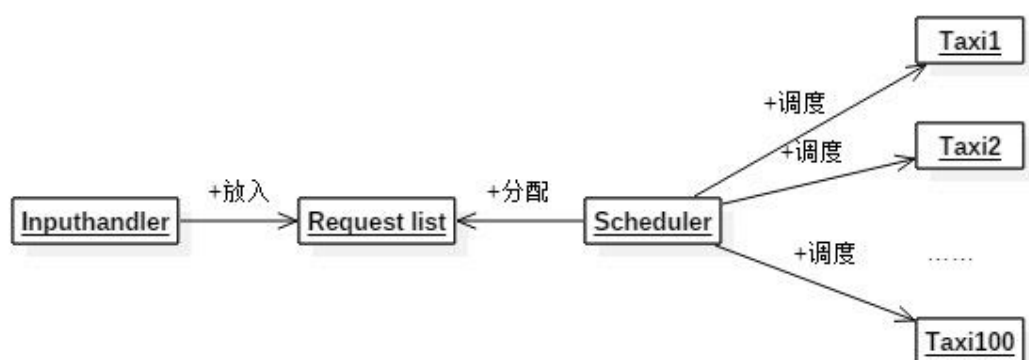 Taxi1
+调度
Taxi2
+调度
+放入
+分配
Inputhandler
Request list
Scheduler
+调度
……
Taxi100